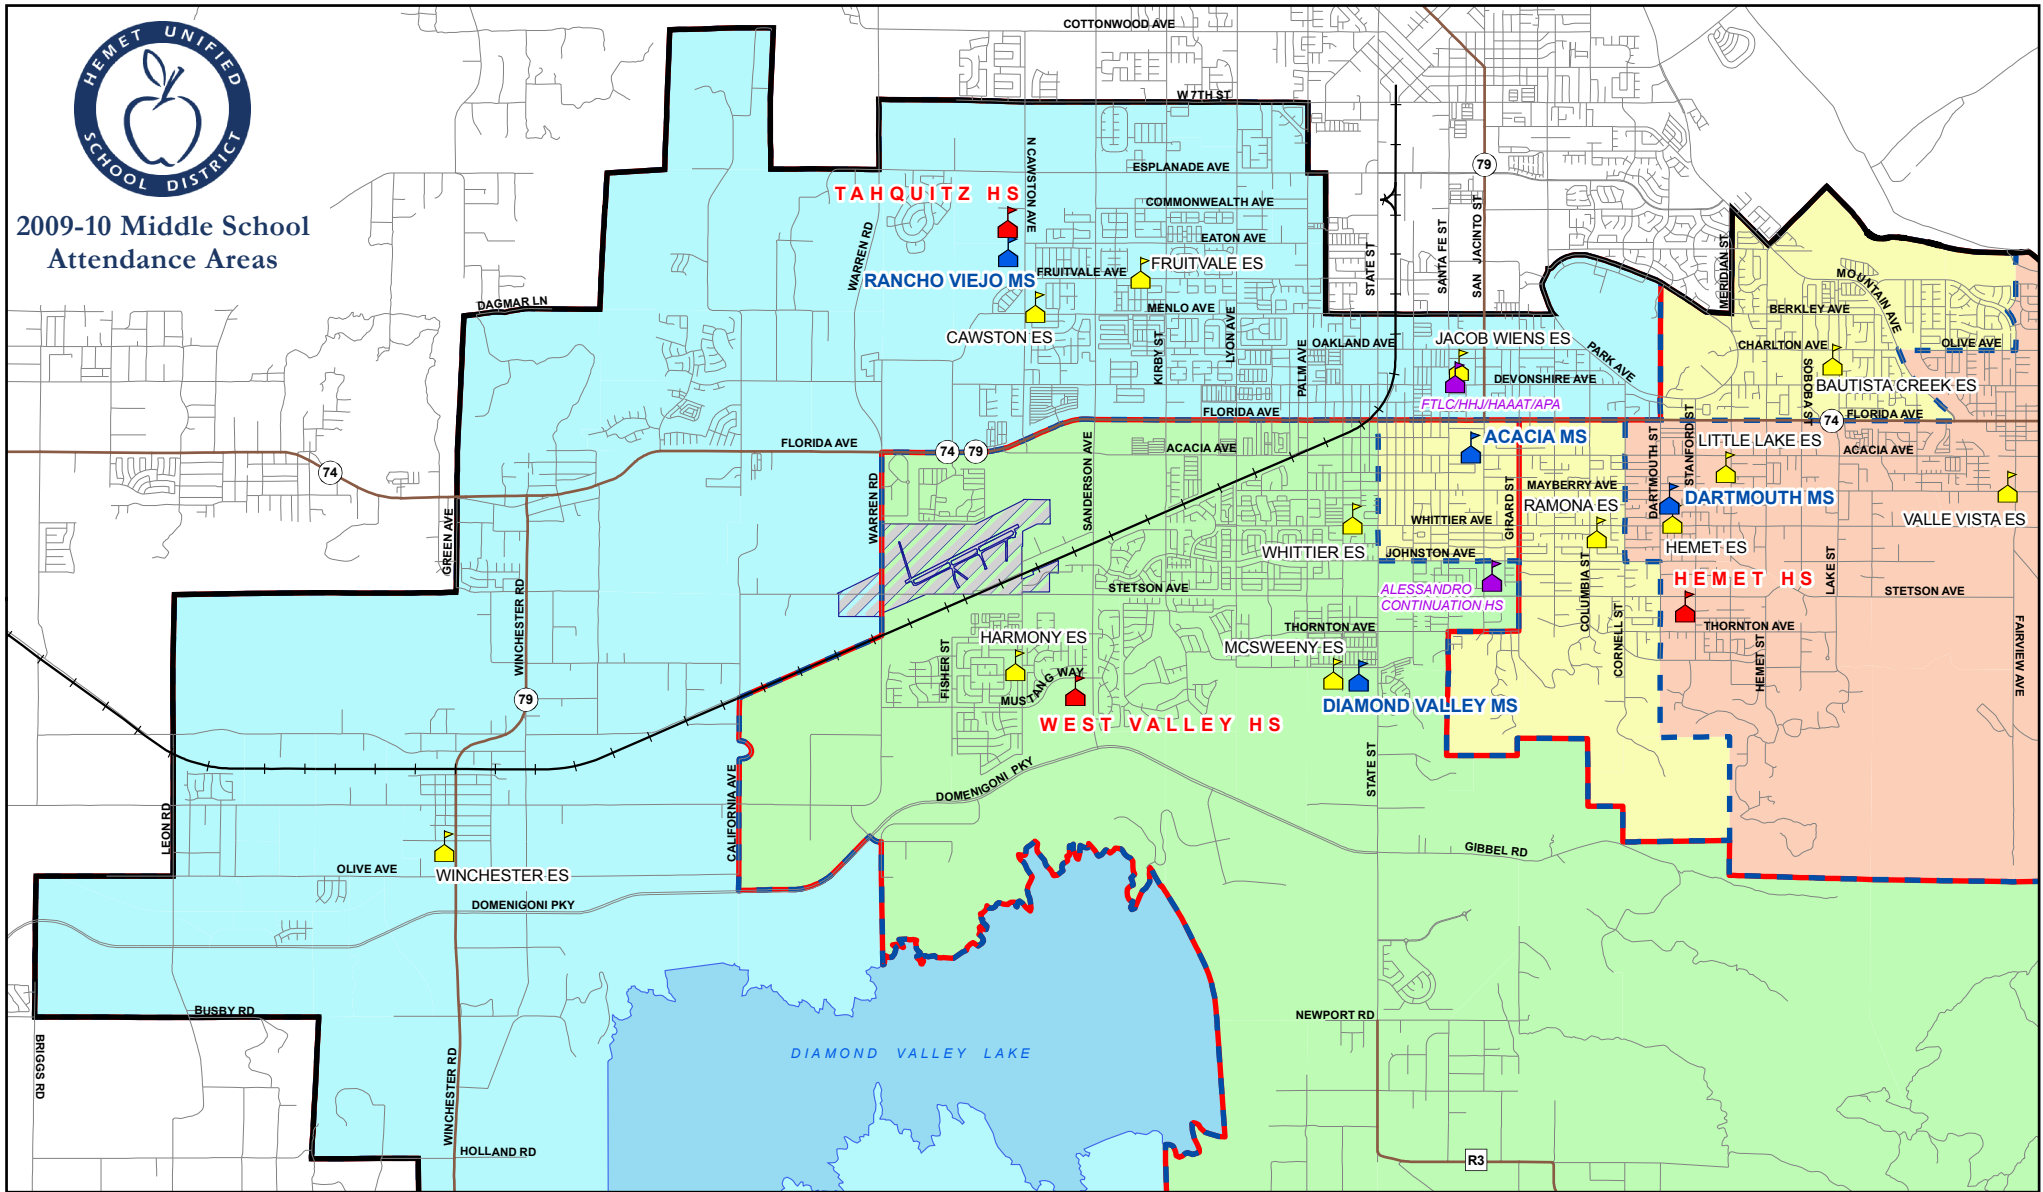 HEMET UNIFIED
SCHOOL DISTRICT
2009-10 Middle School
Attendance Areas
COTTONWOOD AVE
W 7TH ST
N CAWSTON AVE
ESPLANADE AVE
79
TAHQUITZ HS
COMMONWEALTH AVE
WARREN RD
EATON AVE
STATE ST
SANTA FE ST
SAN JACINTO ST
MERIDIAN ST
RANCHO VIEJO MS
FRUITVALE AVE
FRUITVALE ES
MOUNTAIN AVE
DAGMAR LN
MENLO AVE
BERKLEY AVE
CAWSTON ES
KIRBY ST
LYON AVE
PALM AVE
OAKLAND AVE
JACOB WIENS ES
PARK AVE
CHARLTON AVE
OLIVE AVE
DEVONSHIRE AVE
SOBOBA ST
BAUTISTA CREEK ES
FTLC/HHJ/HAAAT/APA
FLORIDA AVE
74
FLORIDA AVE
FLORIDA AVE
74
79
74
SANDERSON AVE
ACACIA AVE
ACACIA MS
DARTMOUTH ST
STANFORD ST
LITTLE LAKE ES
ACACIA AVE
WARREN RD
GIRARD ST
MAYBERRY AVE
DARTMOUTH MS
RAMONA ES
WHITTIER AVE
VALLE VISTA ES
GREEN AVE
WHITTIER ES
JOHNSTON AVE
HEMET ES
COLUMBIA ST
LAKE ST
HEMET HS
WINCHESTER RD
STETSON AVE
ALESSANDRO
CONTINUATION HS
STETSON AVE
HARMONY ES
THORNTON AVE
CORNELL ST
THORNTON AVE
MCSWEENY ES
FISHER ST
MUSTANG WAY
HEMET ST
FAIRVIEW AVE
79
DIAMOND VALLEY MS
WEST VALLEY HS
STATE ST
DOMENIGONI PKY
LEON RD
CALIFORNIA AVE
GIBBEL RD
OLIVE AVE
WINCHESTER ES
DOMENIGONI PKY
BUSBY RD
NEWPORT RD
BRIGGS RD
DIAMOND VALLEY LAKE
WINCHESTER RD
HOLLAND RD
R3